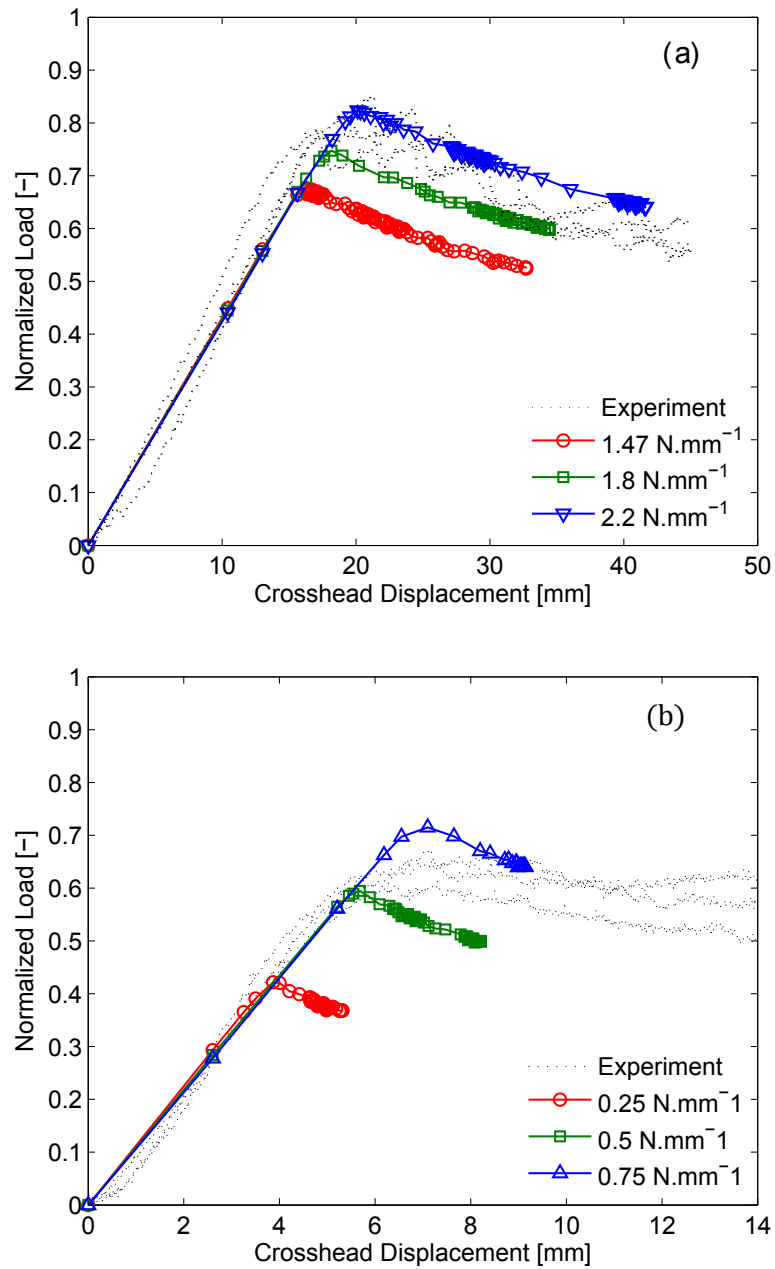 (a)
1
0.9
0.8
0.7
0.6
0.5
0.4
0.3
0.2
0.1
0
Normalized Load [−]
Experiment
1.47 N.mm⁻¹
1.8 N.mm⁻¹
2.2 N.mm⁻¹
0 10 20 30 40 50
Crosshead Displacement [mm]
(b)
1
0.9
0.8
0.7
0.6
0.5
0.4
0.3
0.2
0.1
0
Normalized Load [−]
Experiment
0.25 N.mm⁻1
0.5 N.mm⁻1
0.75 N.mm⁻1
0 2 4 6 8 10 12 14
Crosshead Displacement [mm]